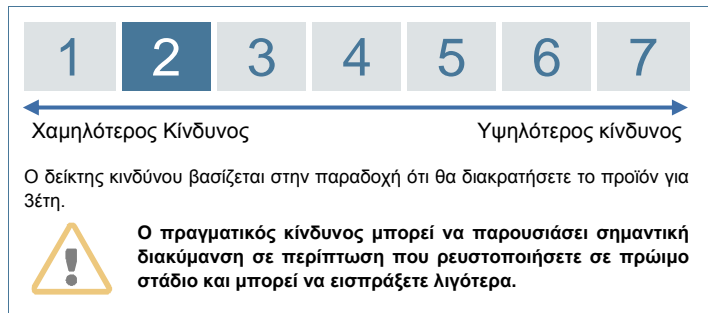 1 2 3 4 5 6 7
Χαμηλότερος Κίνδυνος Υψηλότερος κίνδυνος
Ο δείκτης κινδύνου βασίζεται στην παραδοχή ότι θα διακρατήσετε το προϊόν για
3έτη.
Ο πραγματικός κίνδυνος μπορεί να παρουσιάσει σημαντική
διακύμανση σε περίπτωση που ρευστοποιήσετε σε πρώιμο
στάδιο και μπορεί να εισπράξετε λιγότερα.